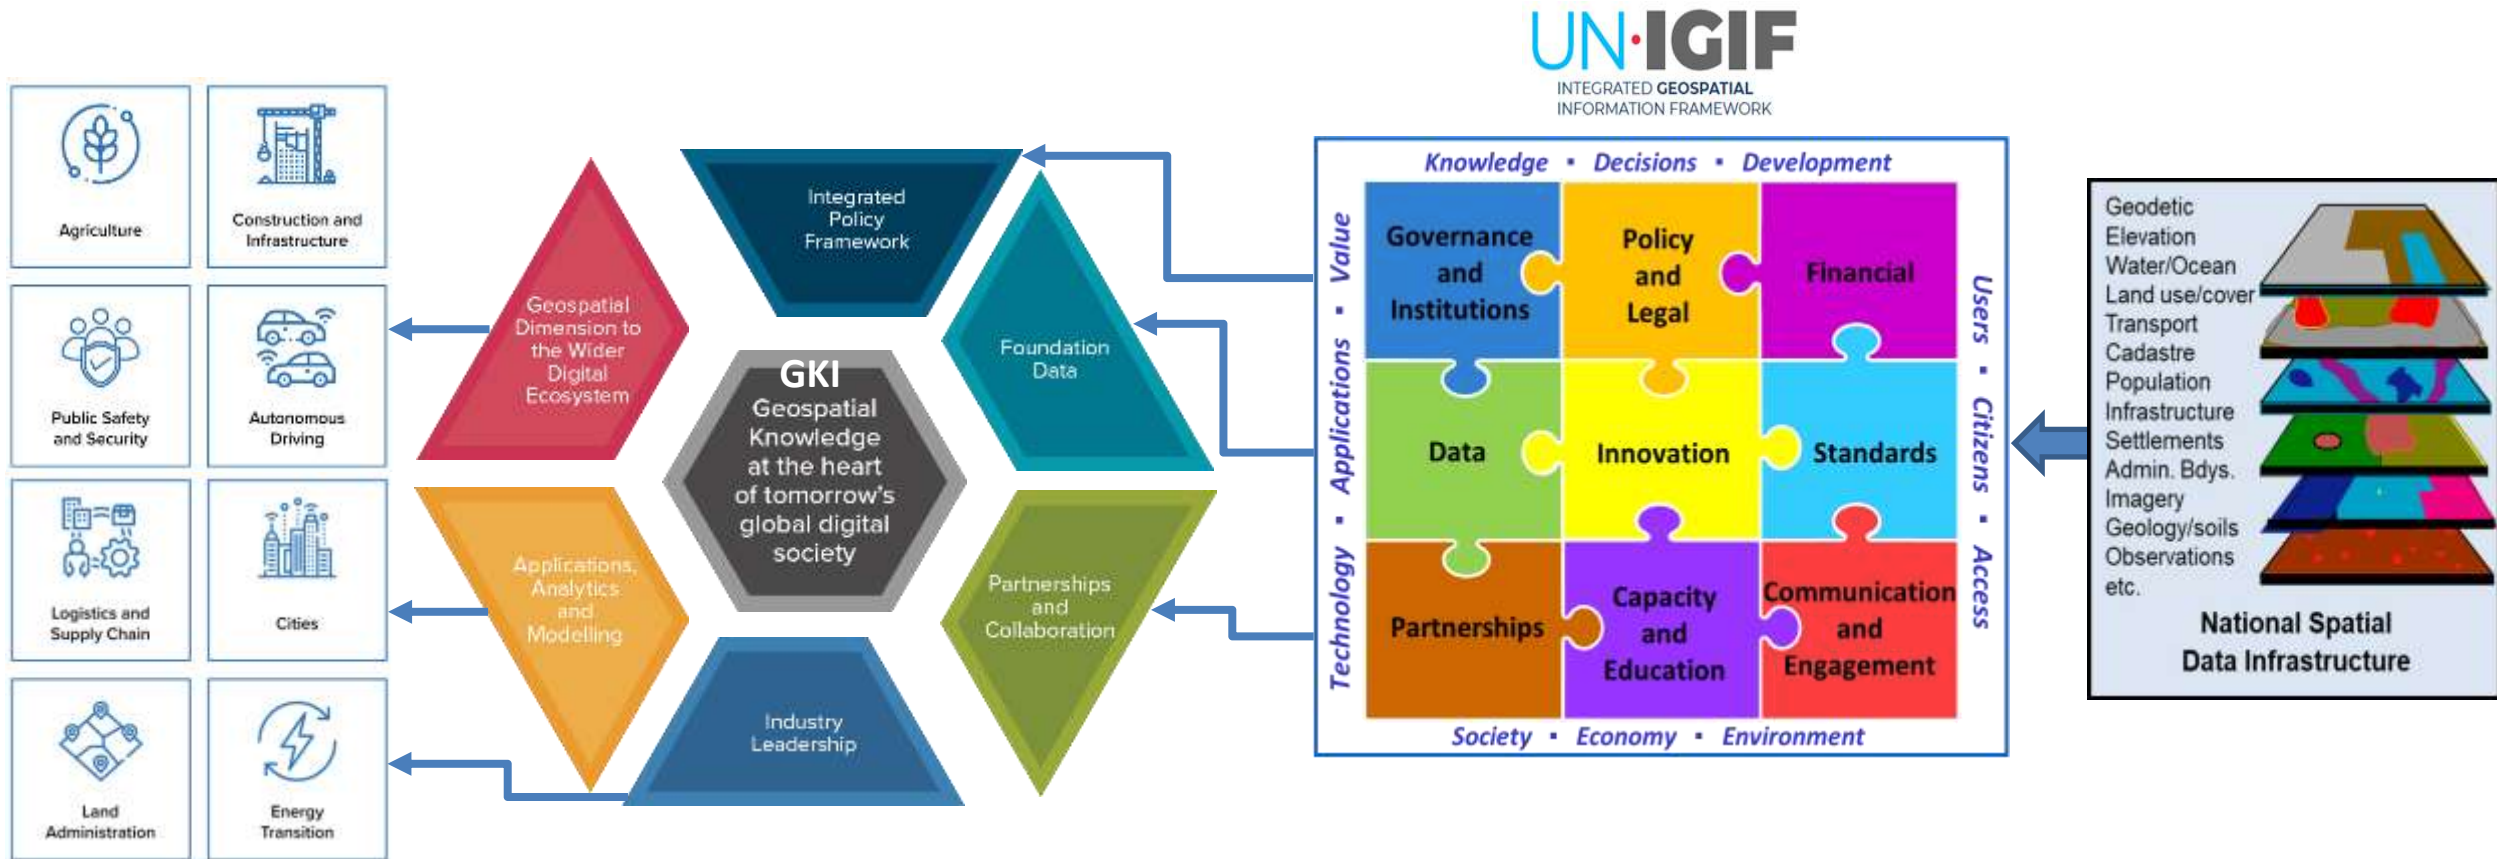 UN·IGIF
INTEGRATED GEOSPATIAL
INFORMATION FRAMEWORK
Agriculture
Construction and
Infrastructure
Public Safety
and Security
Autonomous
Driving
Logistics and
Supply Chain
Cities
Land
Administration
Energy
Transition
Geospatial
Dimension to
the Wider
Digital
Ecosystem
Integrated
Policy
Framework
Foundation
Data
GKI
Geospatial
Knowledge
at the heart
of tomorrow's
global digital
society
Applications,
Analytics
and
Modelling
Partnerships
and
Collaboration
Industry
Leadership
Knowledge ▪ Decisions ▪ Development
Technology ▪ Applications ▪ Value
Governance
and
Institutions
Policy
and
Legal
Financial
Data
Innovation
Standards
Partnerships
Capacity
and
Education
Communication
and
Engagement
Users ▪ Citizens ▪ Access
Society ▪ Economy ▪ Environment
Geodetic
Elevation
Water/Ocean
Land use/cover
Transport
Cadastre
Population
Infrastructure
Settlements
Admin. Bdys.
Imagery
Geology/soils
Observations
etc.
National Spatial
Data Infrastructure